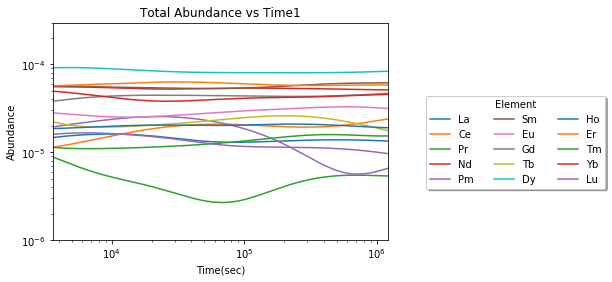 Total Abundance vs Time1
Abundance
10⁻⁴
10⁻⁵
10⁻⁶
10⁴ 10⁵ 10⁶
Time(sec)
Element
La Sm Ho
Ce Eu Er
Pr Gd Tm
Nd Tb Yb
Pm Dy Lu